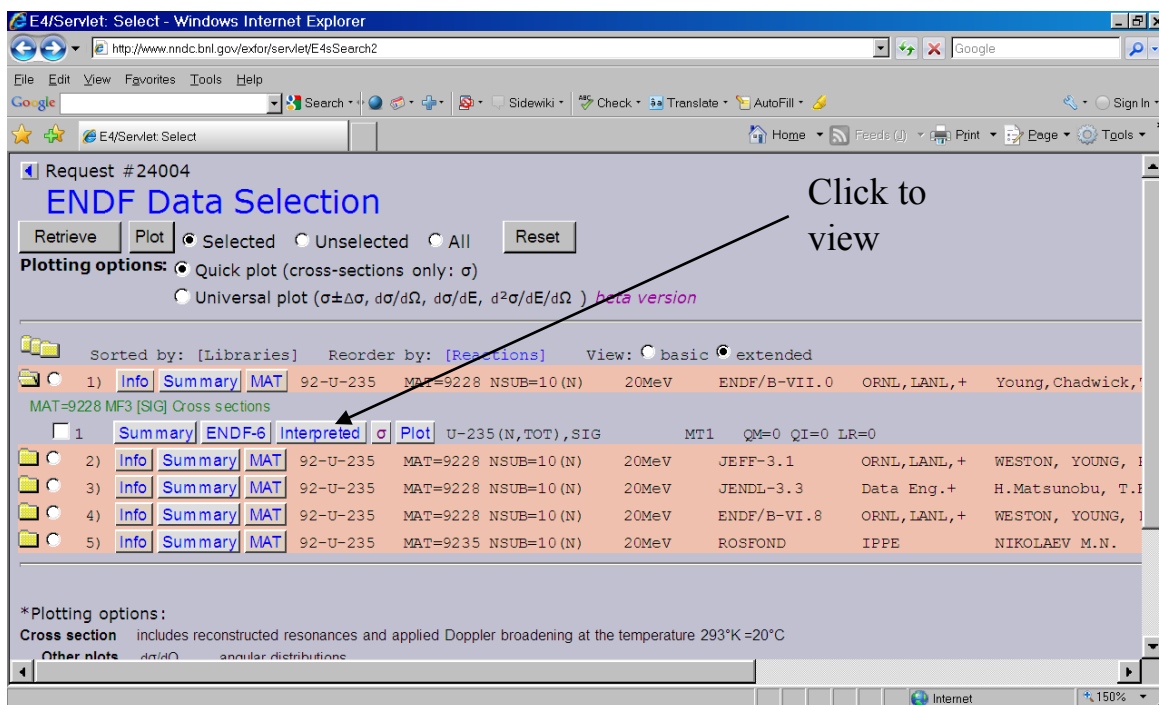 E4/Servlet: Select - Windows Internet Explorer
http://www.nndc.bnl.gov/exfor/servlet/E4sSearch2 Google
File Edit View Favorites Tools Help
Google Search Sidewiki Check Translate AutoFill Sign In
E4/Servlet: Select Home Feeds (J) Print Page Tools
Request #24004
ENDF Data Selection
Click to
view
Retrieve Plot Selected Unselected All Reset
Plotting options: Quick plot (cross-sections only: σ)
Universal plot (σ±Δσ, dσ/dΩ, dσ/dE, d²σ/dE/dΩ ) beta version
Sorted by: [Libraries] Reorder by: [Reactions] View: basic extended
1) Info Summary MAT 92-U-235 MAT=9228 NSUB=10(N) 20MeV ENDF/B-VII.0 ORNL,LANL,+ Young,Chadwick,
MAT=9228 MF3 [SIG] Cross sections
1 Summary ENDF-6 Interpreted σ Plot U-235(N,TOT),SIG MT1 QM=0 QI=0 LR=0
2) Info Summary MAT 92-U-235 MAT=9228 NSUB=10(N) 20MeV JEFF-3.1 ORNL,LANL,+ WESTON, YOUNG,
3) Info Summary MAT 92-U-235 MAT=9228 NSUB=10(N) 20MeV JENDL-3.3 Data Eng.+ H.Matsunobu,
4) Info Summary MAT 92-U-235 MAT=9228 NSUB=10(N) 20MeV ENDF/B-VI.8 ORNL,LANL,+ WESTON, YOUNG,
5) Info Summary MAT 92-U-235 MAT=9235 NSUB=10(N) 20MeV ROSFOND IPPE NIKOLAEV M.N.
*Plotting options:
Cross section includes reconstructed resonances and applied Doppler broadening at the temperature 293°K =20°C
Other plots dσ/dΩ angular distributions
Internet 150%